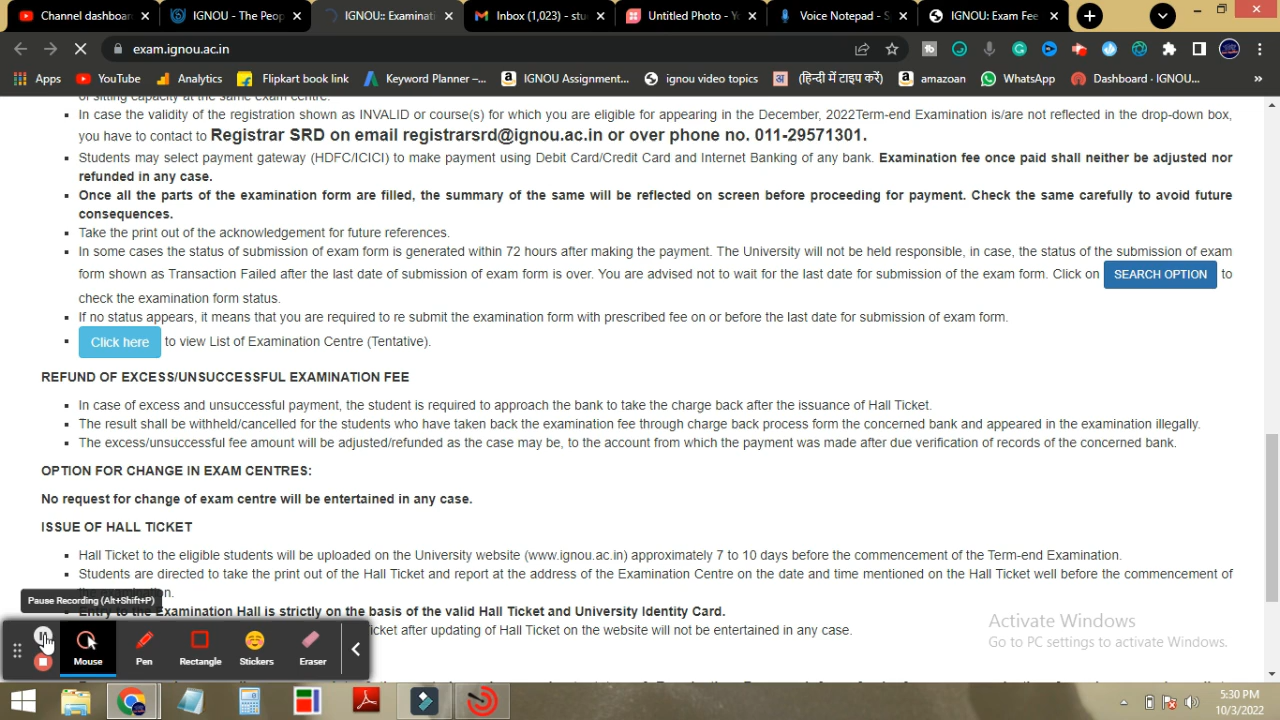 Channel dashboar
IGNOU - The Peop
IGNOU:: Examinati
Inbox (1,023) - stu
Untitled Photo - Yo
Voice Notepad - S
IGNOU: Exam Fee
exam.ignou.ac.in
Apps
YouTube
Analytics
Flipkart book link
Keyword Planner –...
IGNOU Assignment...
ignou video topics
(हिन्दी में टाइप करें)
amazoan
WhatsApp
Dashboard - IGNOU...
»
of sitting capacity at the same exam centre.
In case the validity of the registration shown as INVALID or course(s) for which you are eligible for appearing in the December, 2022Term-end Examination is/are not reflected in the drop-down box,
you have to contact to Registrar SRD on email registrarsrd@ignou.ac.in or over phone no. 011-29571301.
Students may select payment gateway (HDFC/ICICI) to make payment using Debit Card/Credit Card and Internet Banking of any bank. Examination fee once paid shall neither be adjusted nor
refunded in any case.
Once all the parts of the examination form are filled, the summary of the same will be reflected on screen before proceeding for payment. Check the same carefully to avoid future
consequences.
Take the print out of the acknowledgement for future references.
In some cases the status of submission of exam form is generated within 72 hours after making the payment. The University will not be held responsible, in case, the status of the submission of exam
form shown as Transaction Failed after the last date of submission of exam form is over. You are advised not to wait for the last date for submission of the exam form. Click on SEARCH OPTION to
check the examination form status.
If no status appears, it means that you are required to re submit the examination form with prescribed fee on or before the last date for submission of exam form.
Click here to view List of Examination Centre (Tentative).
REFUND OF EXCESS/UNSUCCESSFUL EXAMINATION FEE
In case of excess and unsuccessful payment, the student is required to approach the bank to take the charge back after the issuance of Hall Ticket.
The result shall be withheld/cancelled for the students who have taken back the examination fee through charge back process form the concerned bank and appeared in the examination illegally.
The excess/unsuccessful fee amount will be adjusted/refunded as the case may be, to the account from which the payment was made after due verification of records of the concerned bank.
OPTION FOR CHANGE IN EXAM CENTRES:
No request for change of exam centre will be entertained in any case.
ISSUE OF HALL TICKET
Hall Ticket to the eligible students will be uploaded on the University website (www.ignou.ac.in) approximately 7 to 10 days before the commencement of the Term-end Examination.
Students are directed to take the print out of the Hall Ticket and report at the address of the Examination Centre on the date and time mentioned on the Hall Ticket well before the commencement of
Pause Recording (Alt+Shift+P)
Entry to the Examination Hall is strictly on the basis of the valid Hall Ticket and University Identity Card.
icket after updating of Hall Ticket on the website will not be entertained in any case.
Mouse
Pen
Rectangle
Stickers
Eraser
Activate Windows
Go to PC settings to activate Windows.
5:30 PM
10/3/2022